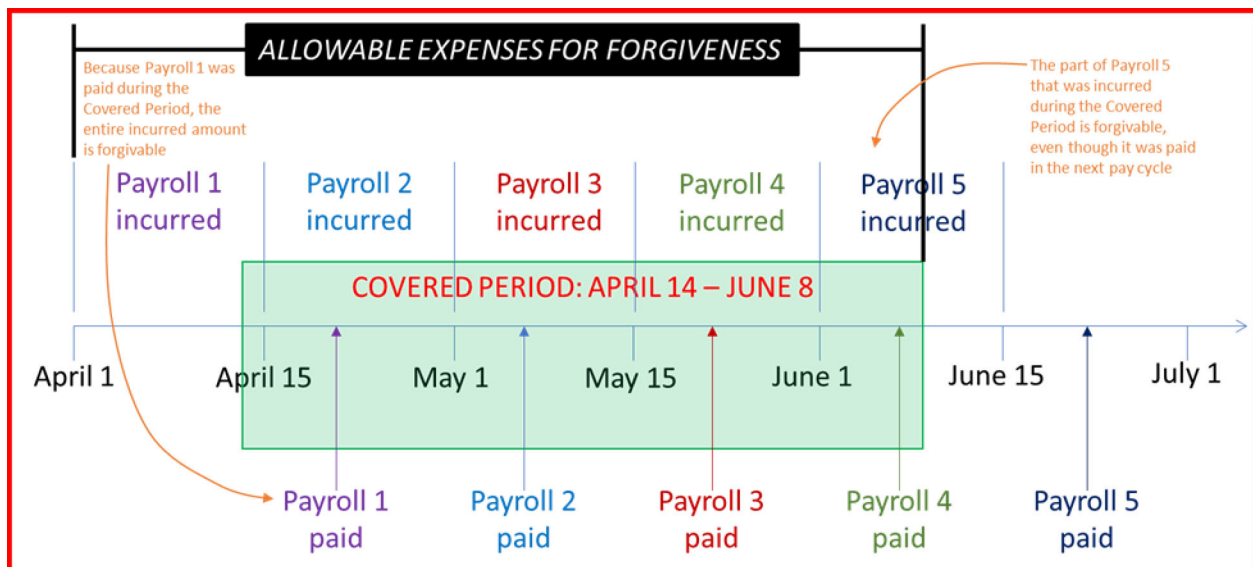 ALLOWABLE EXPENSES FOR FORGIVENESS
Because Payroll 1 was
paid during the
Covered Period, the
entire incurred amount
is forgivable
The part of Payroll 5
that was incurred
during the Covered
Period is forgivable,
even though it was paid
in the next pay cycle
Payroll 1
incurred
Payroll 2
incurred
Payroll 3
incurred
Payroll 4
incurred
Payroll 5
incurred
COVERED PERIOD: APRIL 14 – JUNE 8
April 1
April 15
May 1
May 15
June 1
June 15
July 1
Payroll 1
paid
Payroll 2
paid
Payroll 3
paid
Payroll 4
paid
Payroll 5
paid